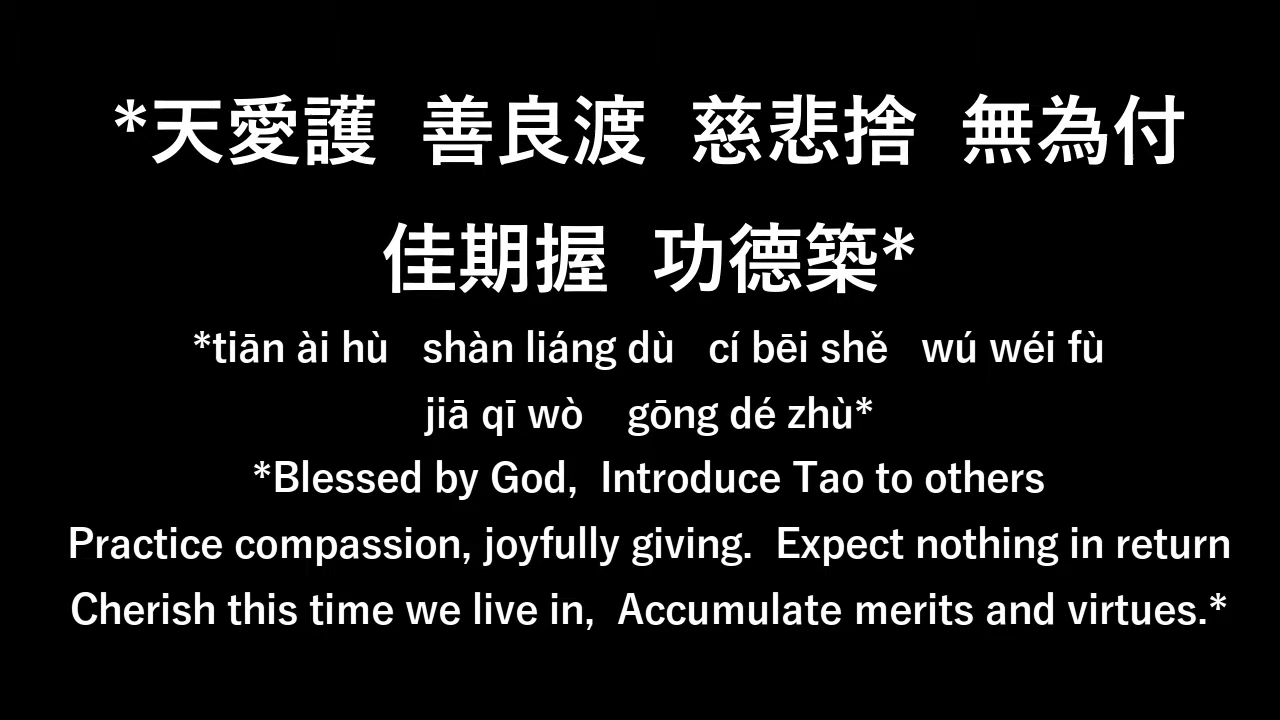 *天愛護 善良渡 慈悲捨 無為付
佳期握 功德築*
*tiān ài hù shàn liáng dù cí bēi shě wú wéi fù
jiā qī wò gōng dé zhù*
*Blessed by God, Introduce Tao to others
Practice compassion, joyfully giving. Expect nothing in return
Cherish this time we live in, Accumulate merits and virtues.*